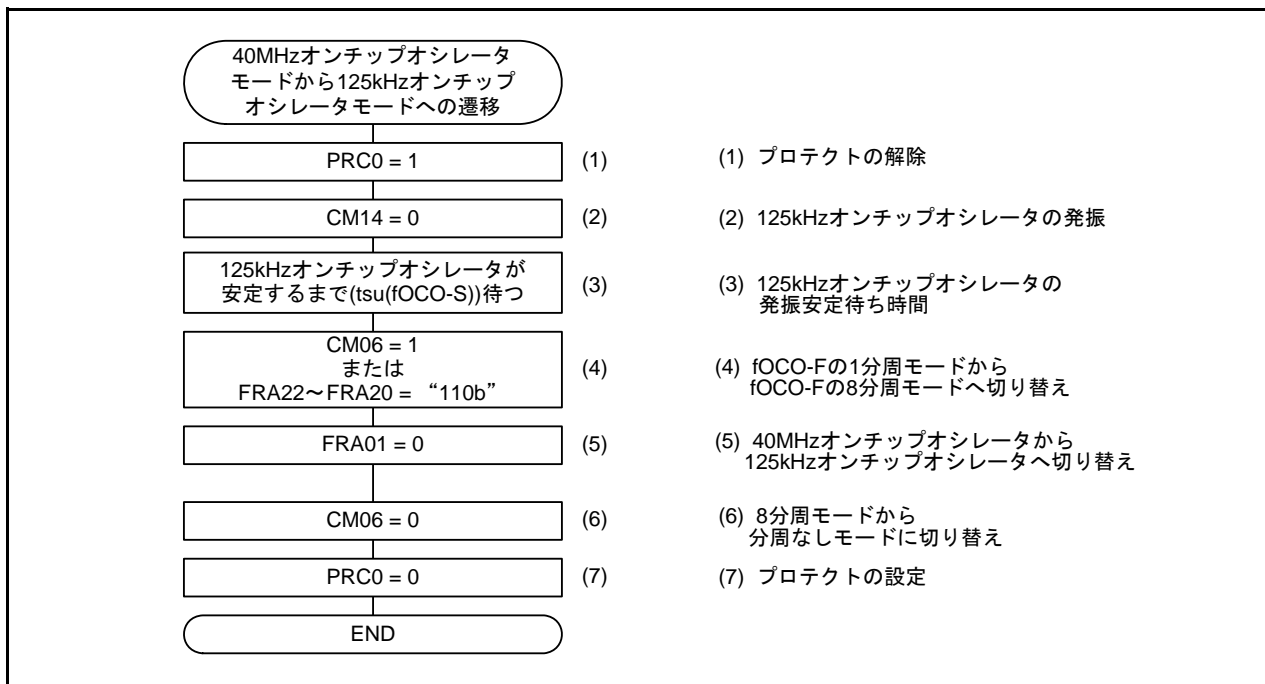 40MHzオンチップオシレータ
モードから125kHzオンチップ
オシレータモードへの遷移
PRC0 = 1
(1)
(1) プロテクトの解除
CM14 = 0
(2)
(2) 125kHzオンチップオシレータの発振
125kHzオンチップオシレータが
安定するまで(tsu(fOCO-S))待つ
(3)
(3) 125kHzオンチップオシレータの
発振安定待ち時間
CM06 = 1
または
FRA22～FRA20 = “110b”
(4)
(4) fOCO-Fの1分周モードから
fOCO-Fの8分周モードへ切り替え
FRA01 = 0
(5)
(5) 40MHzオンチップオシレータから
125kHzオンチップオシレータへ切り替え
CM06 = 0
(6)
(6) 8分周モードから
分周なしモードに切り替え
PRC0 = 0
(7)
(7) プロテクトの設定
END